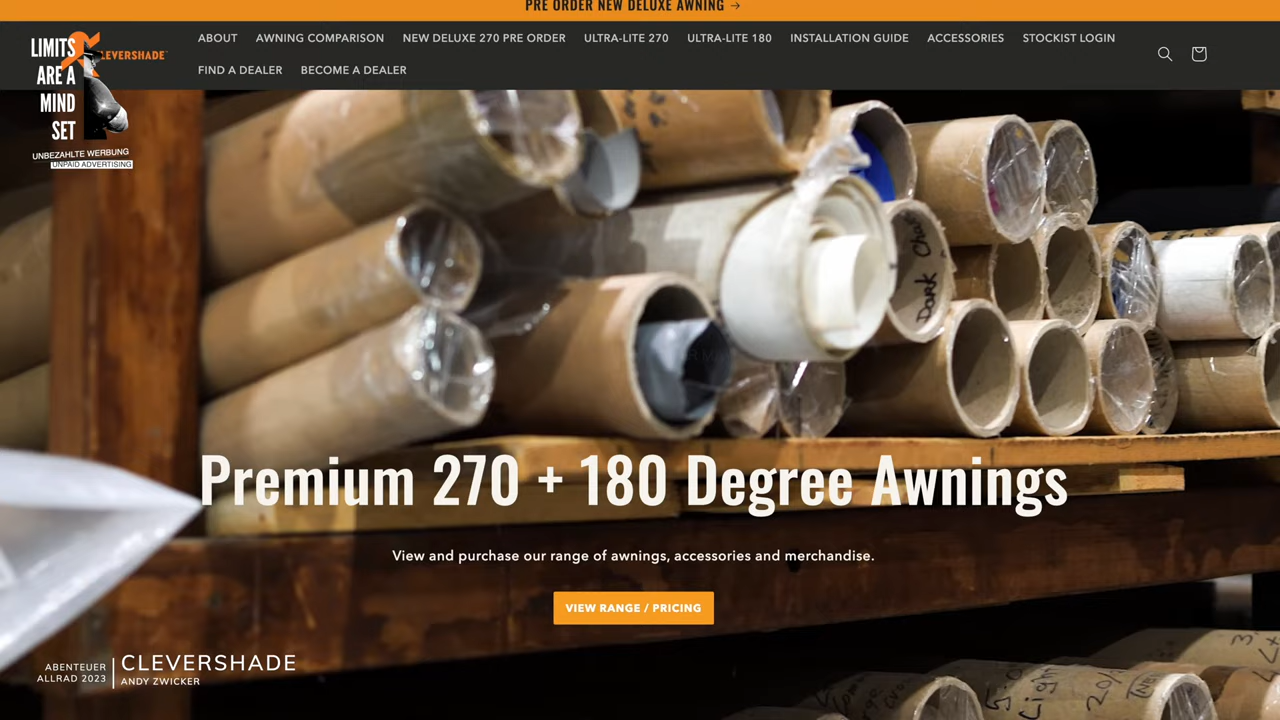 PRE ORDER NEW DELUXE AWNING →
LIMITS
ARE A
MIND
SET
UNBEZAHLTE WERBUNG
UNPAID ADVERTISING
CLEVERSHADE
ABOUT AWNING COMPARISON NEW DELUXE 270 PRE ORDER ULTRA-LITE 270 ULTRA-LITE 180 INSTALLATION GUIDE ACCESSORIES STOCKIST LOGIN
FIND A DEALER BECOME A DEALER
Dark
Premium 270 + 180 Degree Awnings
View and purchase our range of awnings, accessories and merchandise.
VIEW RANGE / PRICING
ABENTEUER
ALLRAD 2023
CLEVERSHADE
ANDY ZWICKER